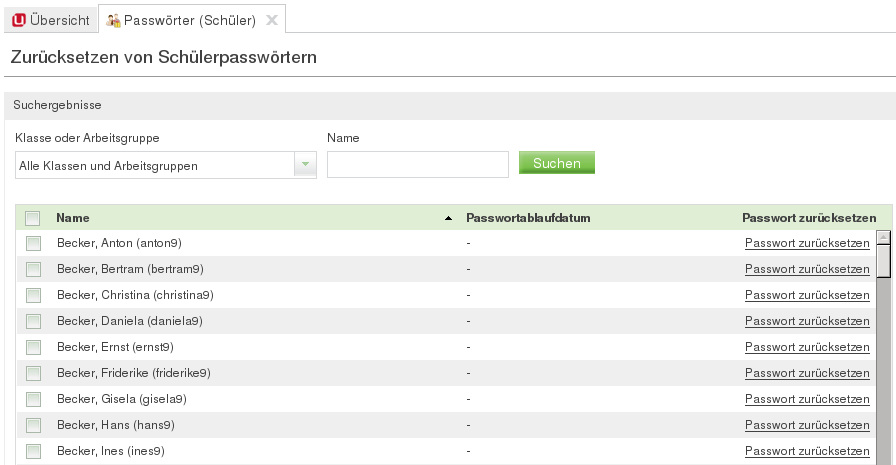 Übersicht Passwörter (Schüler)
Zurücksetzen von Schülerpasswörtern
Suchergebnisse
Klasse oder Arbeitsgruppe Name
Alle Klassen und Arbeitsgruppen Suchen
Name Passwortablaufdatum Passwort zurücksetzen
Becker, Anton (anton9) - Passwort zurücksetzen
Becker, Bertram (bertram9) - Passwort zurücksetzen
Becker, Christina (christina9) - Passwort zurücksetzen
Becker, Daniela (daniela9) - Passwort zurücksetzen
Becker, Ernst (ernst9) - Passwort zurücksetzen
Becker, Friderike (friderike9) - Passwort zurücksetzen
Becker, Gisela (gisela9) - Passwort zurücksetzen
Becker, Hans (hans9) - Passwort zurücksetzen
Becker, Ines (ines9) - Passwort zurücksetzen